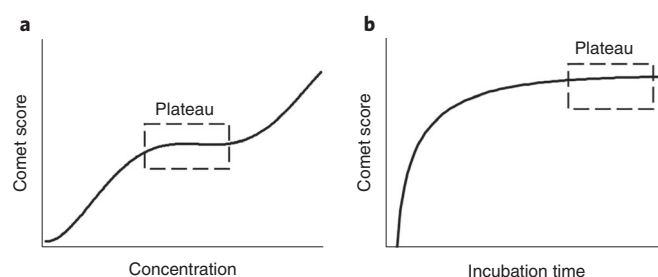 a
Plateau
Comet score
Concentration
b
Plateau
Comet score
Incubation time